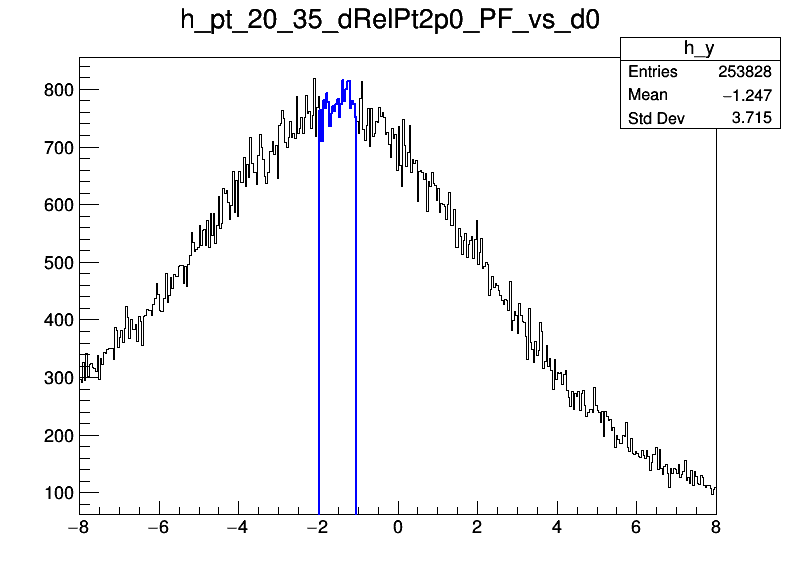 h_pt_20_35_dRelPt2p0_PF_vs_d0
h_y
Entries 253828
Mean −1.247
Std Dev 3.715
800
700
600
500
400
300
200
100
−8 −6 −4 −2 0 2 4 6 8